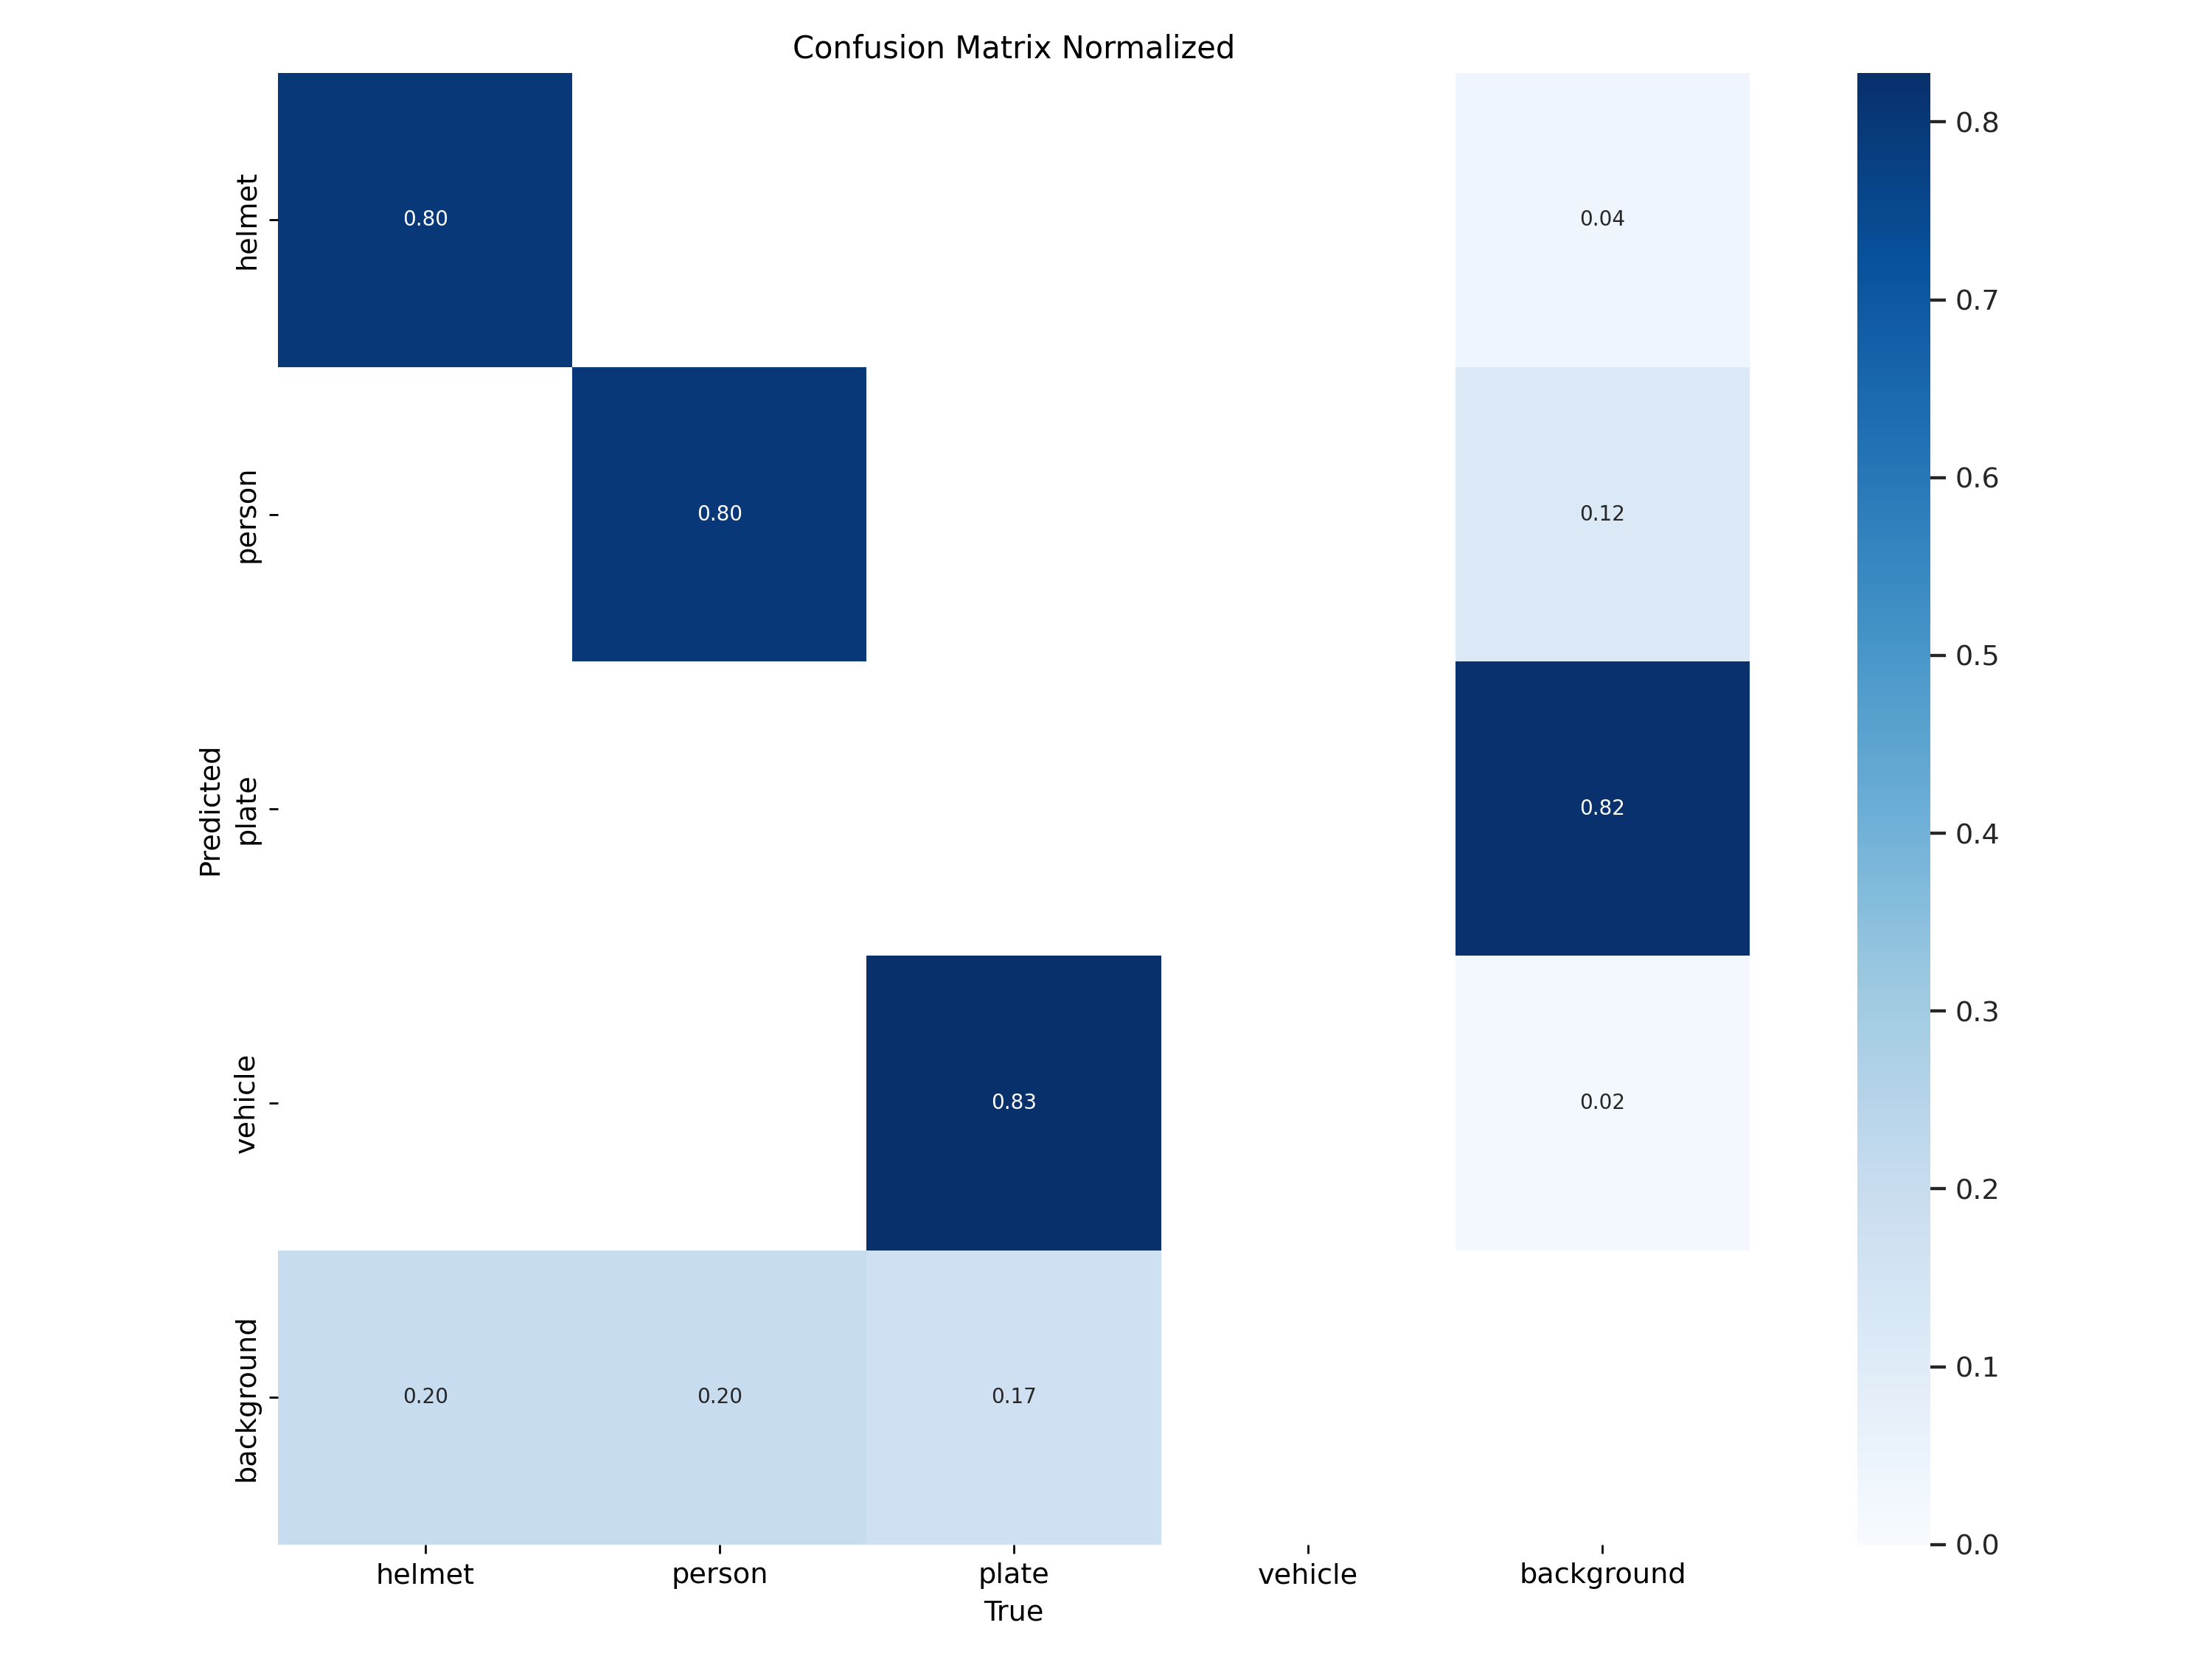 Confusion Matrix Normalized
Predicted
helmet
0.80
0.04
person
0.80
0.12
plate
0.82
vehicle
0.83
0.02
background
0.20
0.20
0.17
helmet
person
plate
vehicle
background
True
0.8
0.7
0.6
0.5
0.4
0.3
0.2
0.1
0.0